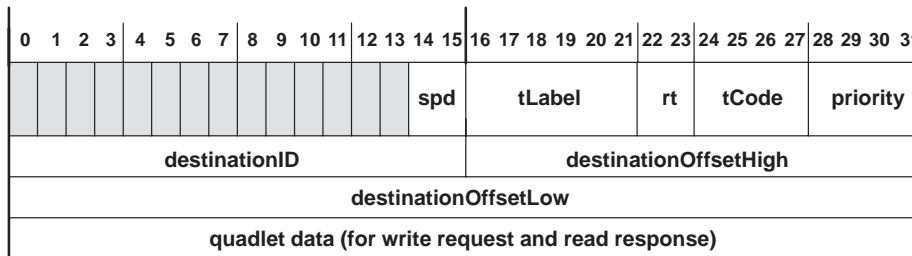 0 1 2 3 4 5 6 7 8 9 10 11 12 13 14 15 16 17 18 19 20 21 22 23 24 25 26 27 28 29 30 31
spd tLabel rt tCode priority
destinationID destinationOffsetHigh
destinationOffsetLow
quadlet data (for write request and read response)